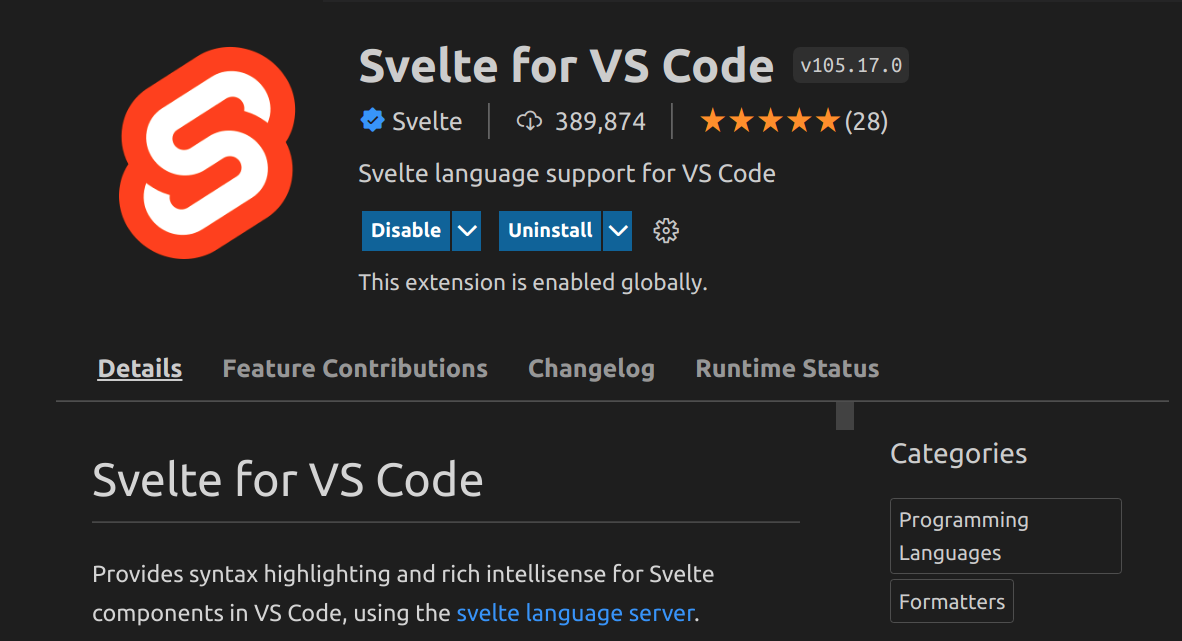 Svelte for VS Code v105.17.0
Svelte 389,874 (28)
Svelte language support for VS Code
Disable Uninstall
This extension is enabled globally.
Details Feature Contributions Changelog Runtime Status
Svelte for VS Code
Provides syntax highlighting and rich intellisense for Svelte
components in VS Code, using the svelte language server.
Categories
Programming
Languages
Formatters